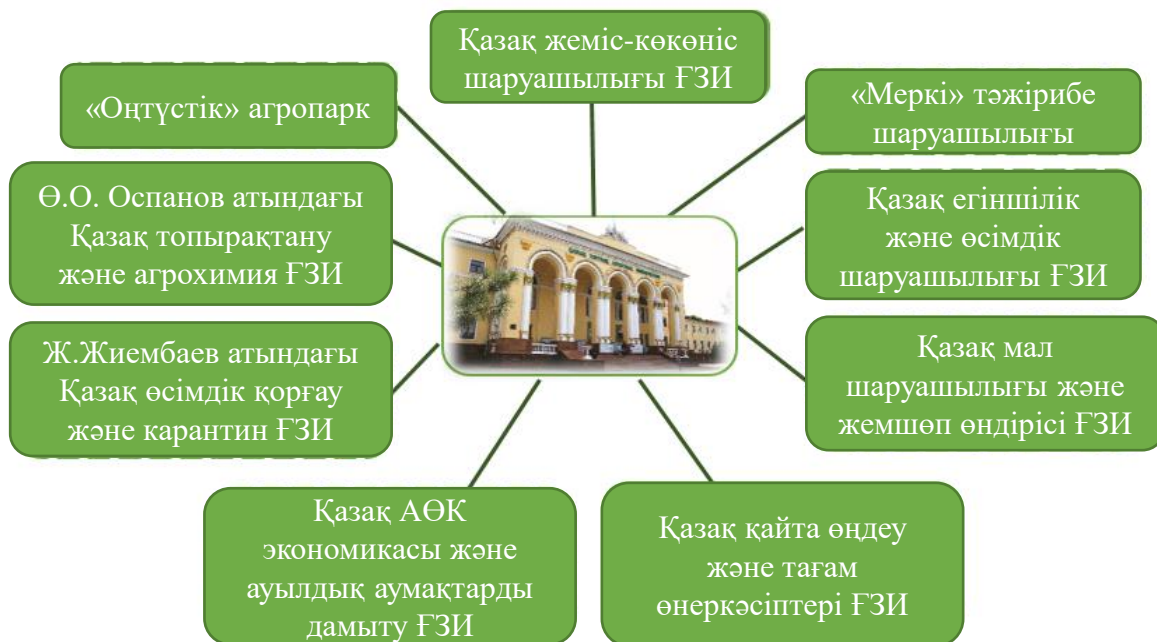 Қазақ жеміс-көкөніс
шаруашылығы ҒЗИ
«Оңтүстік» агропарк
«Меркі» тәжірибе
шаруашылығы
Ө.О. Оспанов атындағы
Қазақ топырақтану
және агрохимия ҒЗИ
Қазақ егіншілік
және өсімдік
шаруашылығы ҒЗИ
Ж.Жиембаев атындағы
Қазақ өсімдік қорғау
және карантин ҒЗИ
Қазақ мал
шаруашылығы және
жемшөп өндірісі ҒЗИ
Қазақ АӨК
экономикасы және
ауылдық аумақтарды
дамыту ҒЗИ
Қазақ қайта өңдеу
және тағам
өнеркәсіптері ҒЗИ